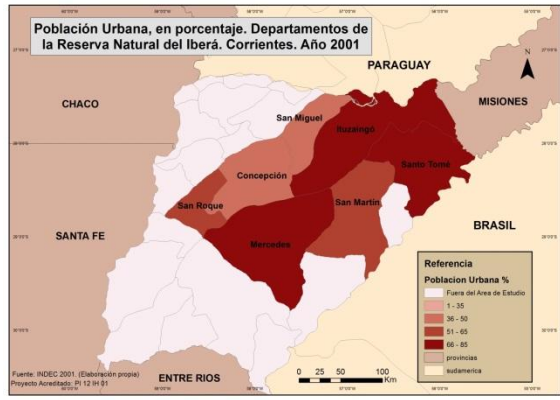 Población Urbana, en porcentaje. Departamentos de
la Reserva Natural del Iberá. Corrientes. Año 2001
PARAGUAY
N
CHACO
MISIONES
San Miguel
Ituzaingó
Santo Tomé
Concepción
San Roque
San Martín
Mercedes
SANTA FE
BRASIL
Referencia
Poblacion Urbana %
Fuera del Area de Estudio
1 - 35
36 - 50
51 - 65
66 - 85
provincias
sudamerica
Fuente: INDEC 2001. (Elaboración propia)
Proyecto Acreditado: PI 12 IH 01
ENTRE RIOS
0 25 50 100
Km